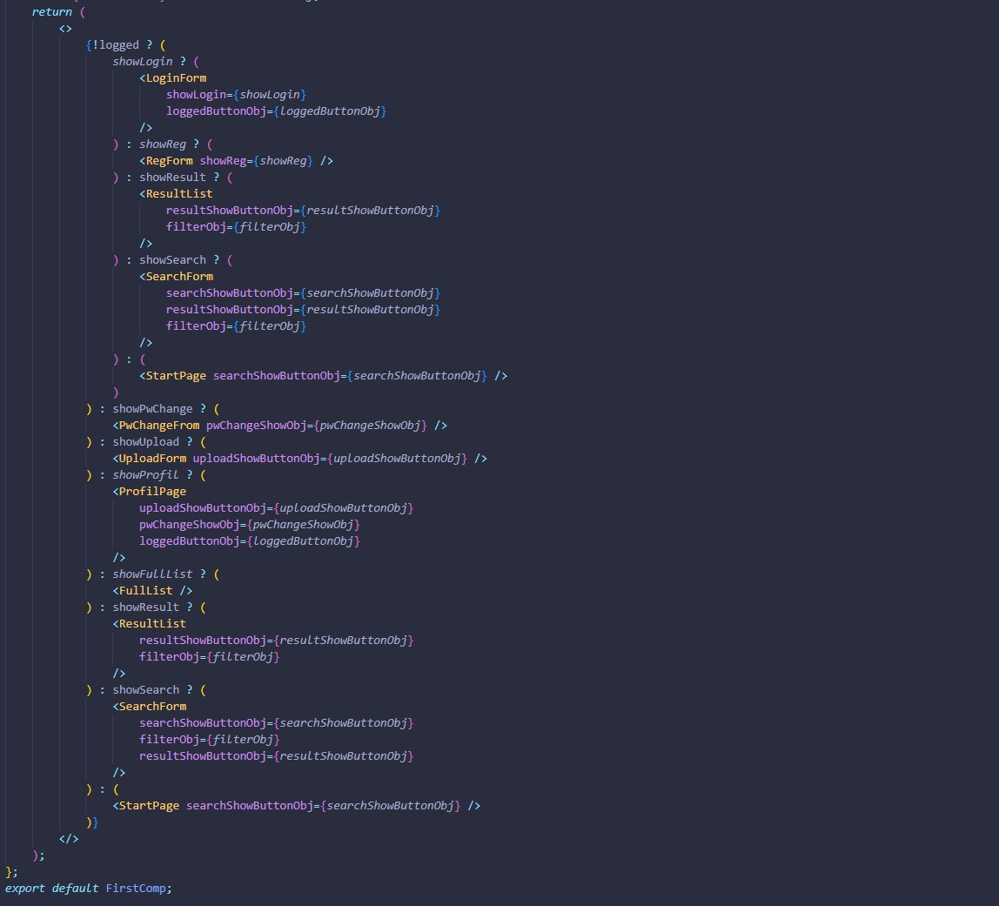 return (
<>
{!logged ? (
showLogin ? (
<LoginForm
showLogin={showLogin}
loggedButtonObj={loggedButtonObj}
/>
) : showReg ? (
<RegForm showReg={showReg} />
) : showResult ? (
<ResultList
resultShowButtonObj={resultShowButtonObj}
filterObj={filterObj}
/>
) : showSearch ? (
<SearchForm
searchShowButtonObj={searchShowButtonObj}
resultShowButtonObj={resultShowButtonObj}
filterObj={filterObj}
/>
) : (
<StartPage searchShowButtonObj={searchShowButtonObj} />
)
) : showPwChange ? (
<PwChangeFrom pwChangeShowObj={pwChangeShowObj} />
) : showUpload ? (
<UploadForm uploadShowButtonObj={uploadShowButtonObj} />
) : showProfil ? (
<ProfilPage
uploadShowButtonObj={uploadShowButtonObj}
pwChangeShowObj={pwChangeShowObj}
loggedButtonObj={loggedButtonObj}
/>
) : showFullList ? (
<FullList />
) : showResult ? (
<ResultList
resultShowButtonObj={resultShowButtonObj}
filterObj={filterObj}
/>
) : showSearch ? (
<SearchForm
searchShowButtonObj={searchShowButtonObj}
filterObj={filterObj}
resultShowButtonObj={resultShowButtonObj}
/>
) : (
<StartPage searchShowButtonObj={searchShowButtonObj} />
)}
</>
);
};
export default FirstComp;